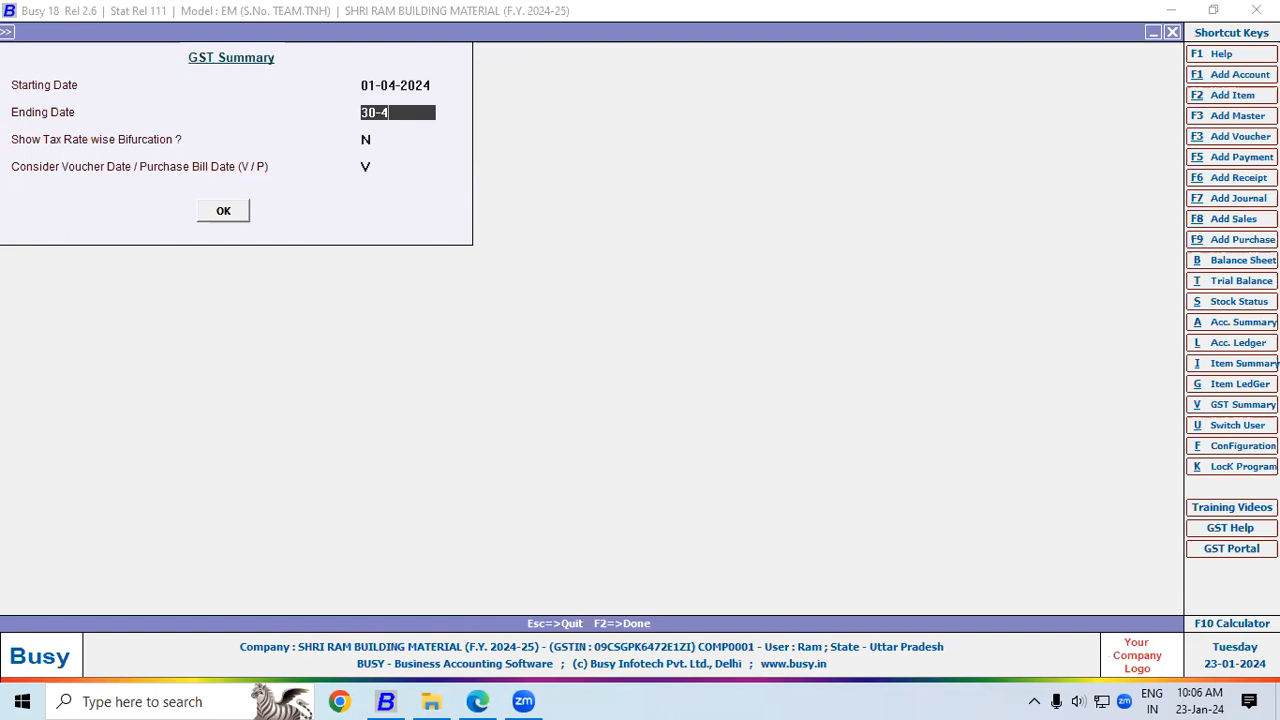 Busy 18 Rel 2.6 | Stat Rel 111 | Model : EM (S.No. TEAM.TNH) | SHRI RAM BUILDING MATERIAL (F.Y. 2024-25)
>>
Shortcut Keys
GST Summary
Starting Date 01-04-2024
Ending Date 30-4
Show Tax Rate wise Bifurcation ? N
Consider Voucher Date / Purchase Bill Date (V / P) V
OK
F1 Help
F1 Add Account
F2 Add Item
F3 Add Master
F3 Add Voucher
F5 Add Payment
F6 Add Receipt
F7 Add Journal
F8 Add Sales
F9 Add Purchase
B Balance Sheet
T Trial Balance
S Stock Status
A Acc. Summary
L Acc. Ledger
I Item Summary
G Item LedGer
V GST Summary
U Switch User
F ConFiguration
K LocK Program
Training Videos
GST Help
GST Portal
Esc=>Quit F2=>Done
F10 Calculator
Busy
Company : SHRI RAM BUILDING MATERIAL (F.Y. 2024-25) - (GSTIN : 09CSGPK6472E1ZI) COMP0001 - User : Ram ; State - Uttar Pradesh
BUSY - Business Accounting Software ; (c) Busy Infotech Pvt. Ltd., Delhi ; www.busy.in
Your
Company
Logo
Tuesday
23-01-2024
Type here to search
zm
zm
ENG
IN
10:06 AM
23-Jan-24